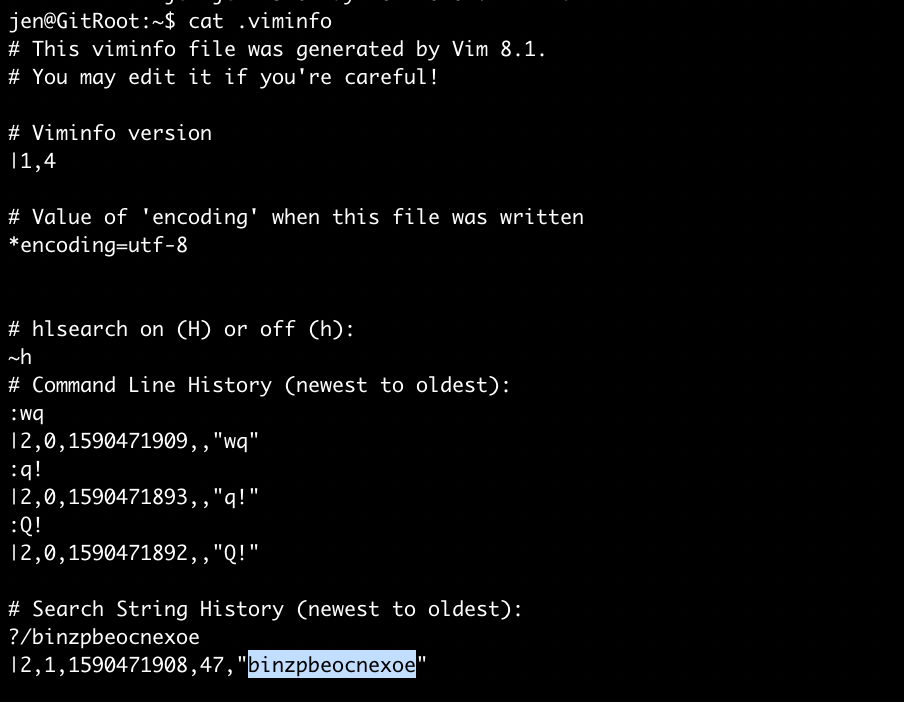 jen@GitRoot:~$ cat .viminfo
# This viminfo file was generated by Vim 8.1.
# You may edit it if you're careful!
# Viminfo version
|1,4
# Value of 'encoding' when this file was written
*encoding=utf-8
# hlsearch on (H) or off (h):
~h
# Command Line History (newest to oldest):
:wq
|2,0,1590471909,,"wq"
:q!
|2,0,1590471893,,"q!"
:Q!
|2,0,1590471892,,"Q!"
# Search String History (newest to oldest):
?/binzpbeocnexoe
|2,1,1590471908,47,"binzpbeocnexoe"